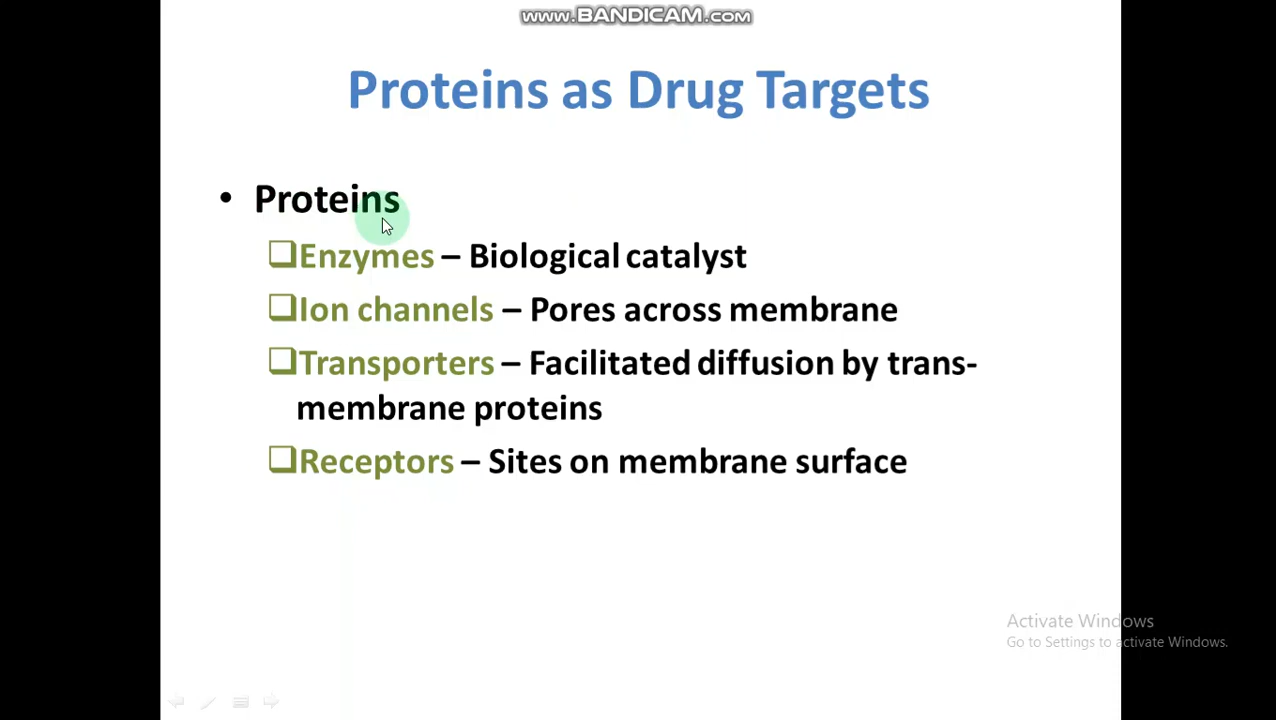 www.BANDICAM.com
Proteins as Drug Targets
• Proteins
❑Enzymes – Biological catalyst
❑Ion channels – Pores across membrane
❑Transporters – Facilitated diffusion by trans-
membrane proteins
❑Receptors – Sites on membrane surface
Activate Windows
Go to Settings to activate Windows.